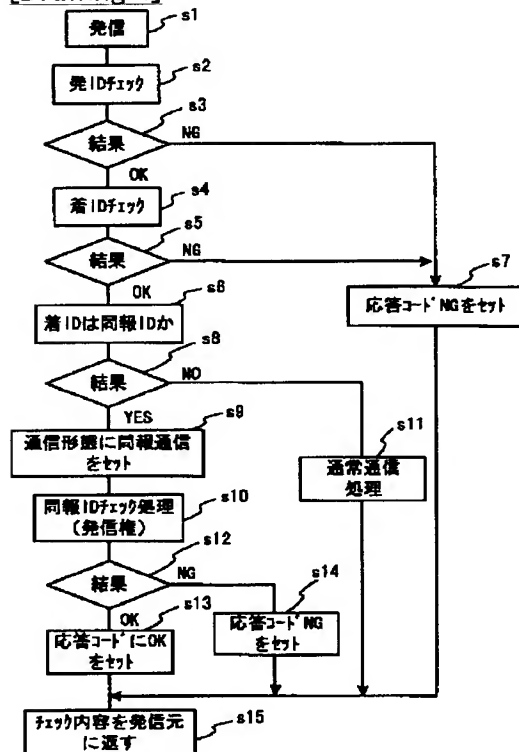 発信
s1
発IDチェック
s2
結果
s3
NG
OK
着IDチェック
s4
結果
s5
NG
OK
着IDは同報IDか
s6
応答コードNGをセット
s7
結果
s8
NO
YES
通信形態に同報通信
をセット
s9
通常通信
処理
s11
同報IDチェック処理
(発信権)
s10
結果
s12
NG
OK
応答コードにOK
をセット
s13
応答コードNG
をセット
s14
チェック内容を発信元
に返す
s15